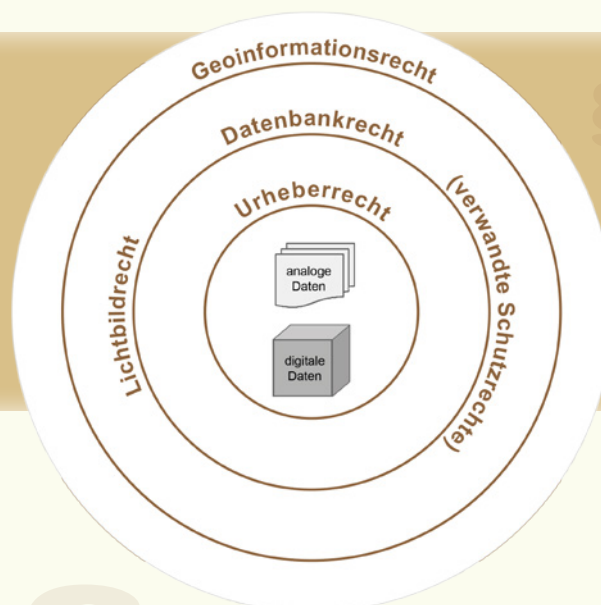 Geoinformationsrecht
Datenbankrecht
Urheberrecht
Lichtbildrecht
(verwandte Schutzrechte)
analoge
Daten
digitale
Daten
§